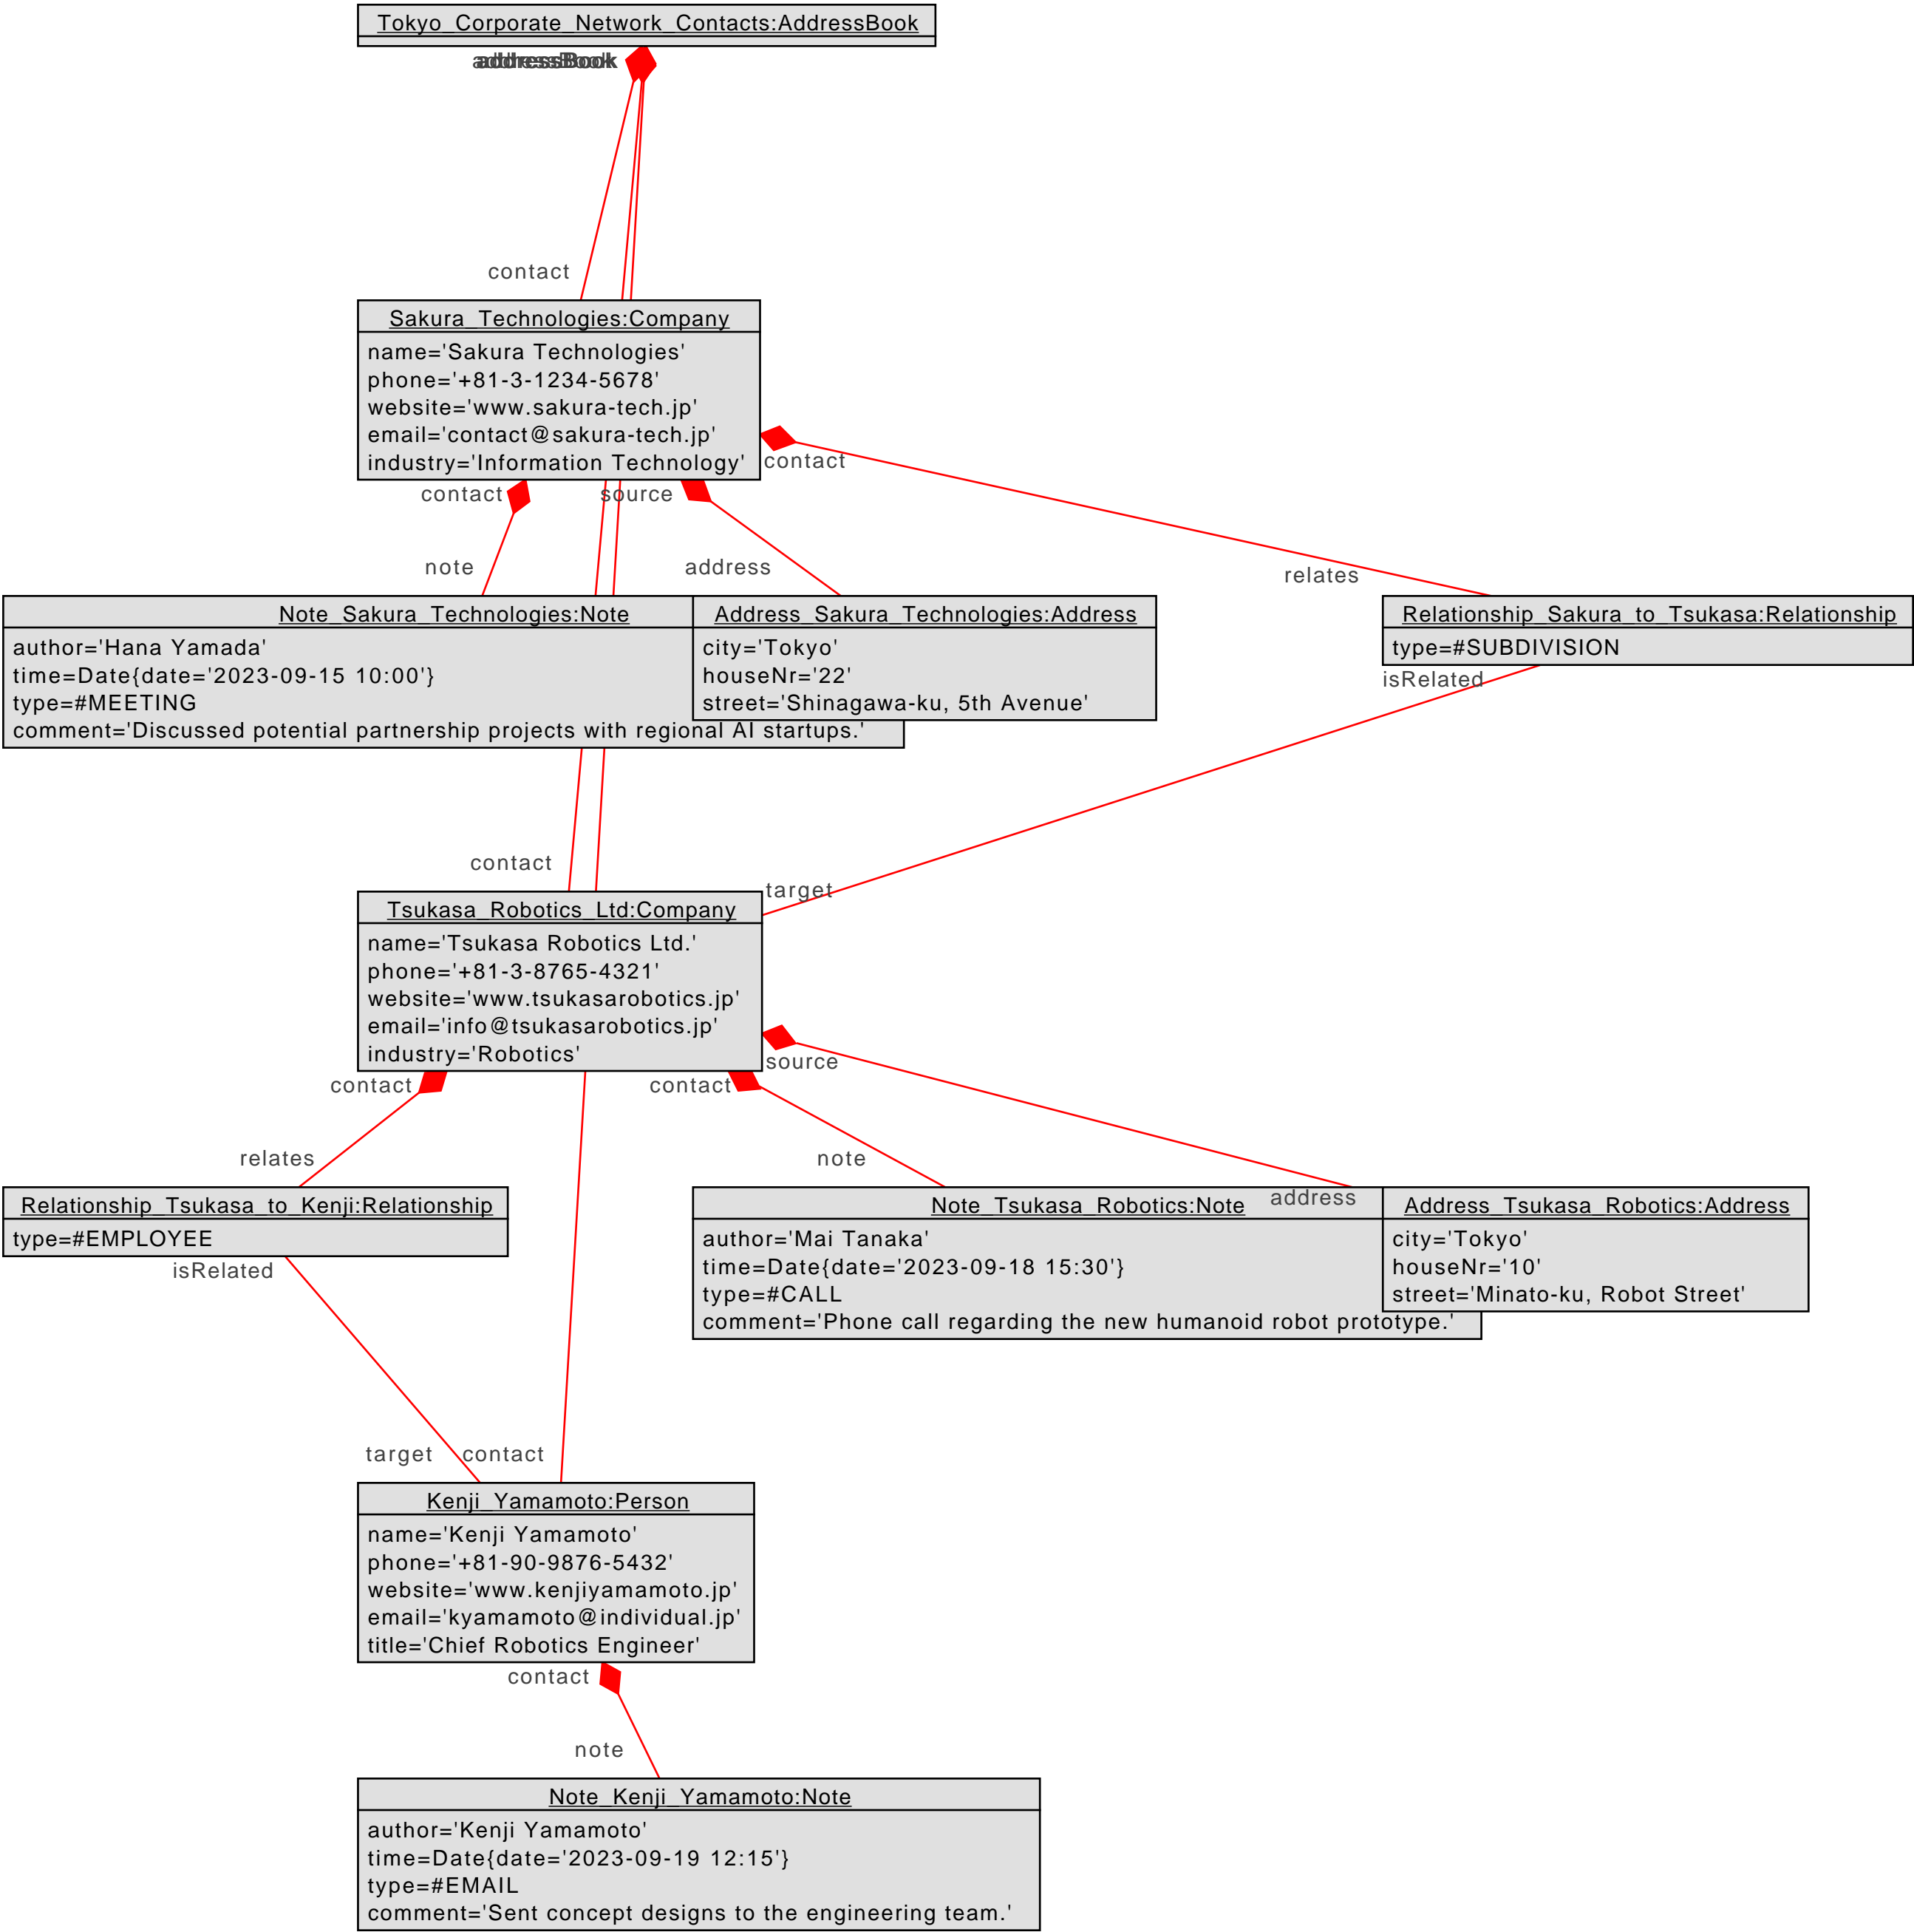 Tokyo_Corporate_Network_Contacts:AddressBook
addressBook
contact
Sakura_Technologies:Company
name='Sakura Technologies'
phone='+81-3-1234-5678'
website='www.sakura-tech.jp'
email='contact@sakura-tech.jp'
industry='Information Technology'
contact
contact
source
note
address
relates
Note_Sakura_Technologies:Note
author='Hana Yamada'
time=Date{date='2023-09-15 10:00'}
type=#MEETING
comment='Discussed potential partnership projects with regional AI startups.'
Address_Sakura_Technologies:Address
city='Tokyo'
houseNr='22'
street='Shinagawa-ku, 5th Avenue'
Relationship_Sakura_to_Tsukasa:Relationship
type=#SUBDIVISION
isRelated
contact
target
Tsukasa_Robotics_Ltd:Company
name='Tsukasa Robotics Ltd.'
phone='+81-3-8765-4321'
website='www.tsukasarobotics.jp'
email='info@tsukasarobotics.jp'
industry='Robotics'
source
contact
contact
relates
note
address
Relationship_Tsukasa_to_Kenji:Relationship
type=#EMPLOYEE
isRelated
Note_Tsukasa_Robotics:Note
author='Mai Tanaka'
time=Date{date='2023-09-18 15:30'}
type=#CALL
comment='Phone call regarding the new humanoid robot prototype.'
Address_Tsukasa_Robotics:Address
city='Tokyo'
houseNr='10'
street='Minato-ku, Robot Street'
target
contact
Kenji_Yamamoto:Person
name='Kenji Yamamoto'
phone='+81-90-9876-5432'
website='www.kenjiyamamoto.jp'
email='kyamamoto@individual.jp'
title='Chief Robotics Engineer'
contact
note
Note_Kenji_Yamamoto:Note
author='Kenji Yamamoto'
time=Date{date='2023-09-19 12:15'}
type=#EMAIL
comment='Sent concept designs to the engineering team.'